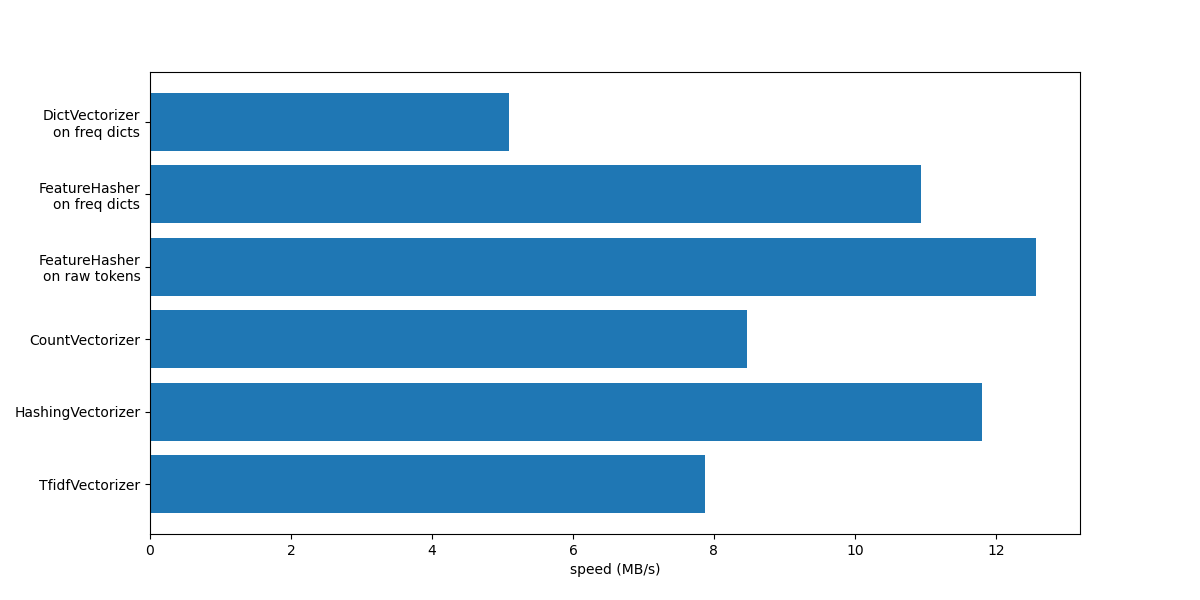 DictVectorizer
on freq dicts
FeatureHasher
on freq dicts
FeatureHasher
on raw tokens
CountVectorizer
HashingVectorizer
TfidfVectorizer
0 2 4 6 8 10 12
speed (MB/s)